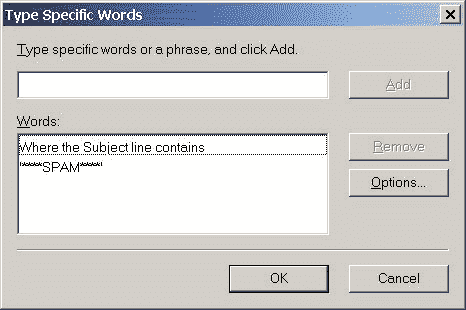 Type Specific Words
Type specific words or a phrase, and click Add.
Add
Words:
Where the Subject line contains
'*****SPAM*****'
Remove
Options...
OK
Cancel